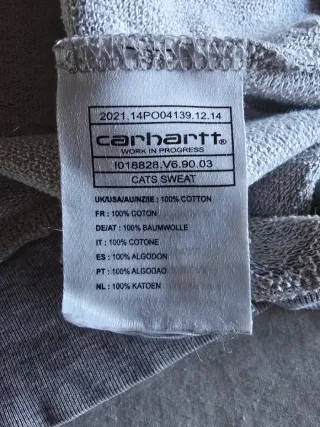 2021.14PO04139.12.14
carhartt®
WORK IN PROGRESS
I018828.V6.90.03
CATS SWEAT
UK/USA/AU/NZ/IE : 100% COTTON
FR : 100% COTON
DE/AT : 100% BAUMWOLLE
IT : 100% COTONE
ES : 100% ALGODON
PT : 100% ALGODAO
NL : 100% KATOEN